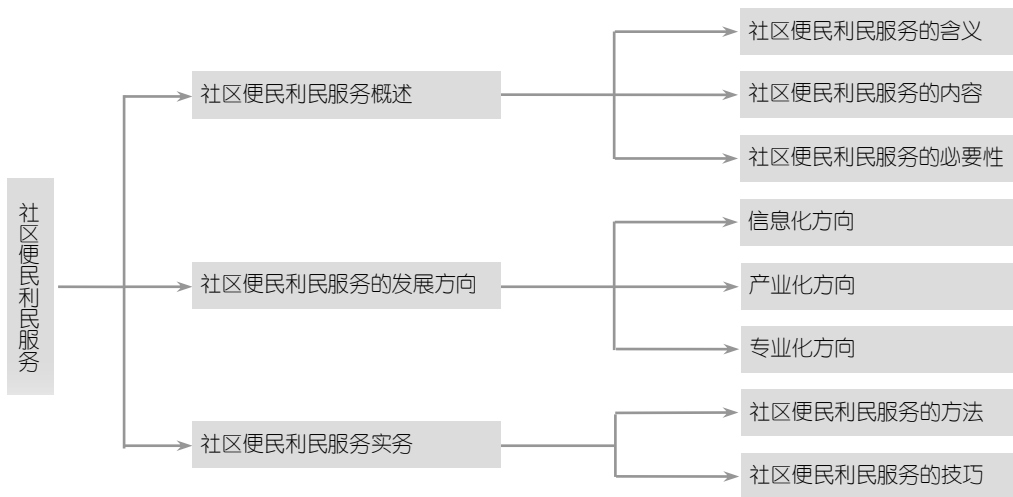 社区便民利民服务
社区便民利民服务概述
社区便民利民服务的含义
社区便民利民服务的内容
社区便民利民服务的必要性
社区便民利民服务的发展方向
信息化方向
产业化方向
专业化方向
社区便民利民服务实务
社区便民利民服务的方法
社区便民利民服务的技巧